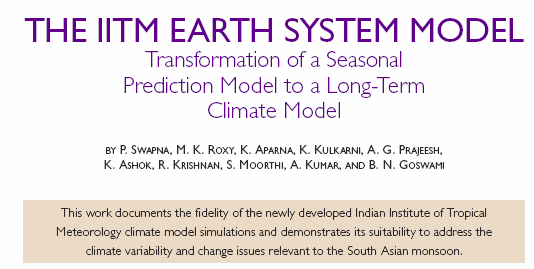 THE IITM EARTH SYSTEM MODEL
Transformation of a Seasonal
Prediction Model to a Long-Term
Climate Model
BY P. SWAPNA, M. K. ROXY, K. APARNA, K. KULKARNI, A. G. PRAJEESH,
K. ASHOK, R. KRISHNAN, S. MOORTHI, A. KUMAR, AND B. N. GOSWAMI
This work documents the fidelity of the newly developed Indian Institute of Tropical
Meteorology climate model simulations and demonstrates its suitability to address the
climate variability and change issues relevant to the South Asian monsoon.